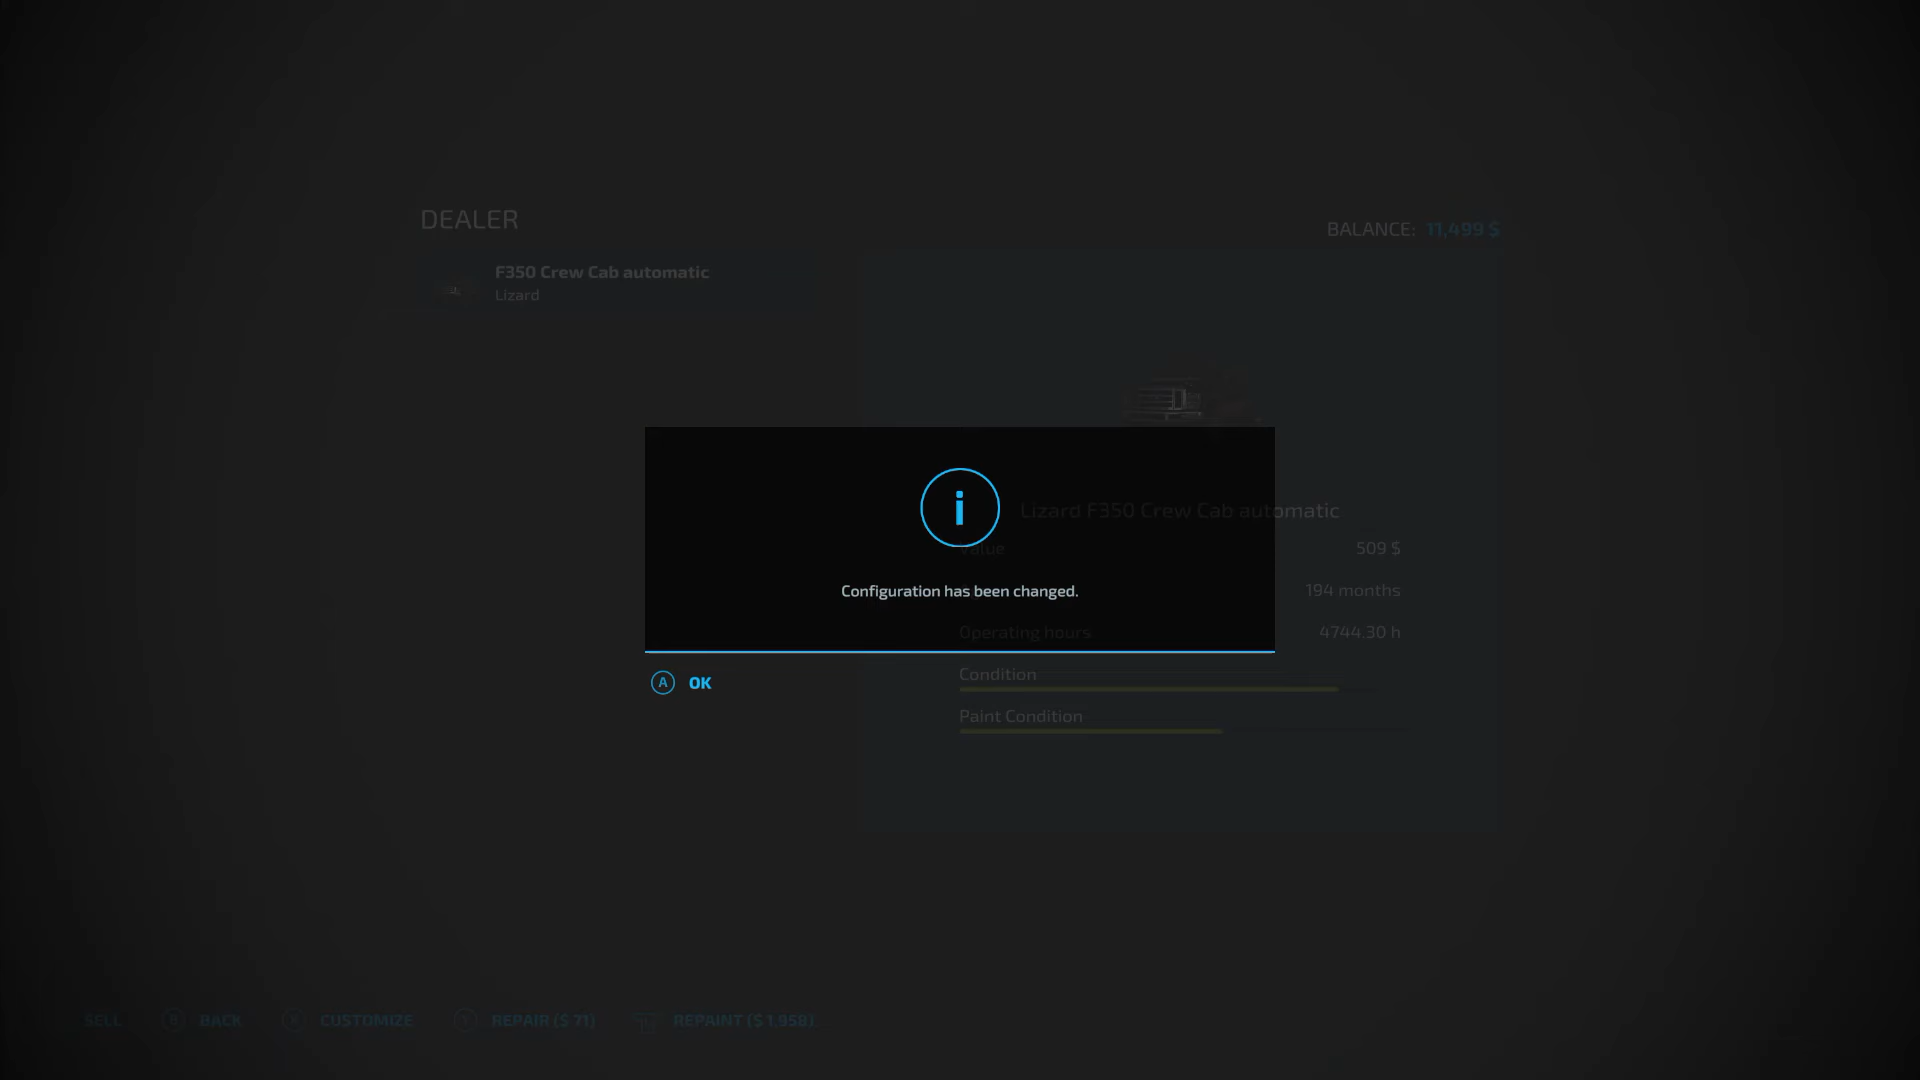 DEALER
BALANCE: 11,499 $
F350 Crew Cab automatic
Lizard
i
Lizard F350 Crew Cab automatic
Value
509 $
Configuration has been changed.
194 months
Operating hours
4744.30 h
A OK
Condition
Paint Condition
SELL
B BACK
X CUSTOMIZE
Y REPAIR ($ 71)
REPAINT ($ 1,958)